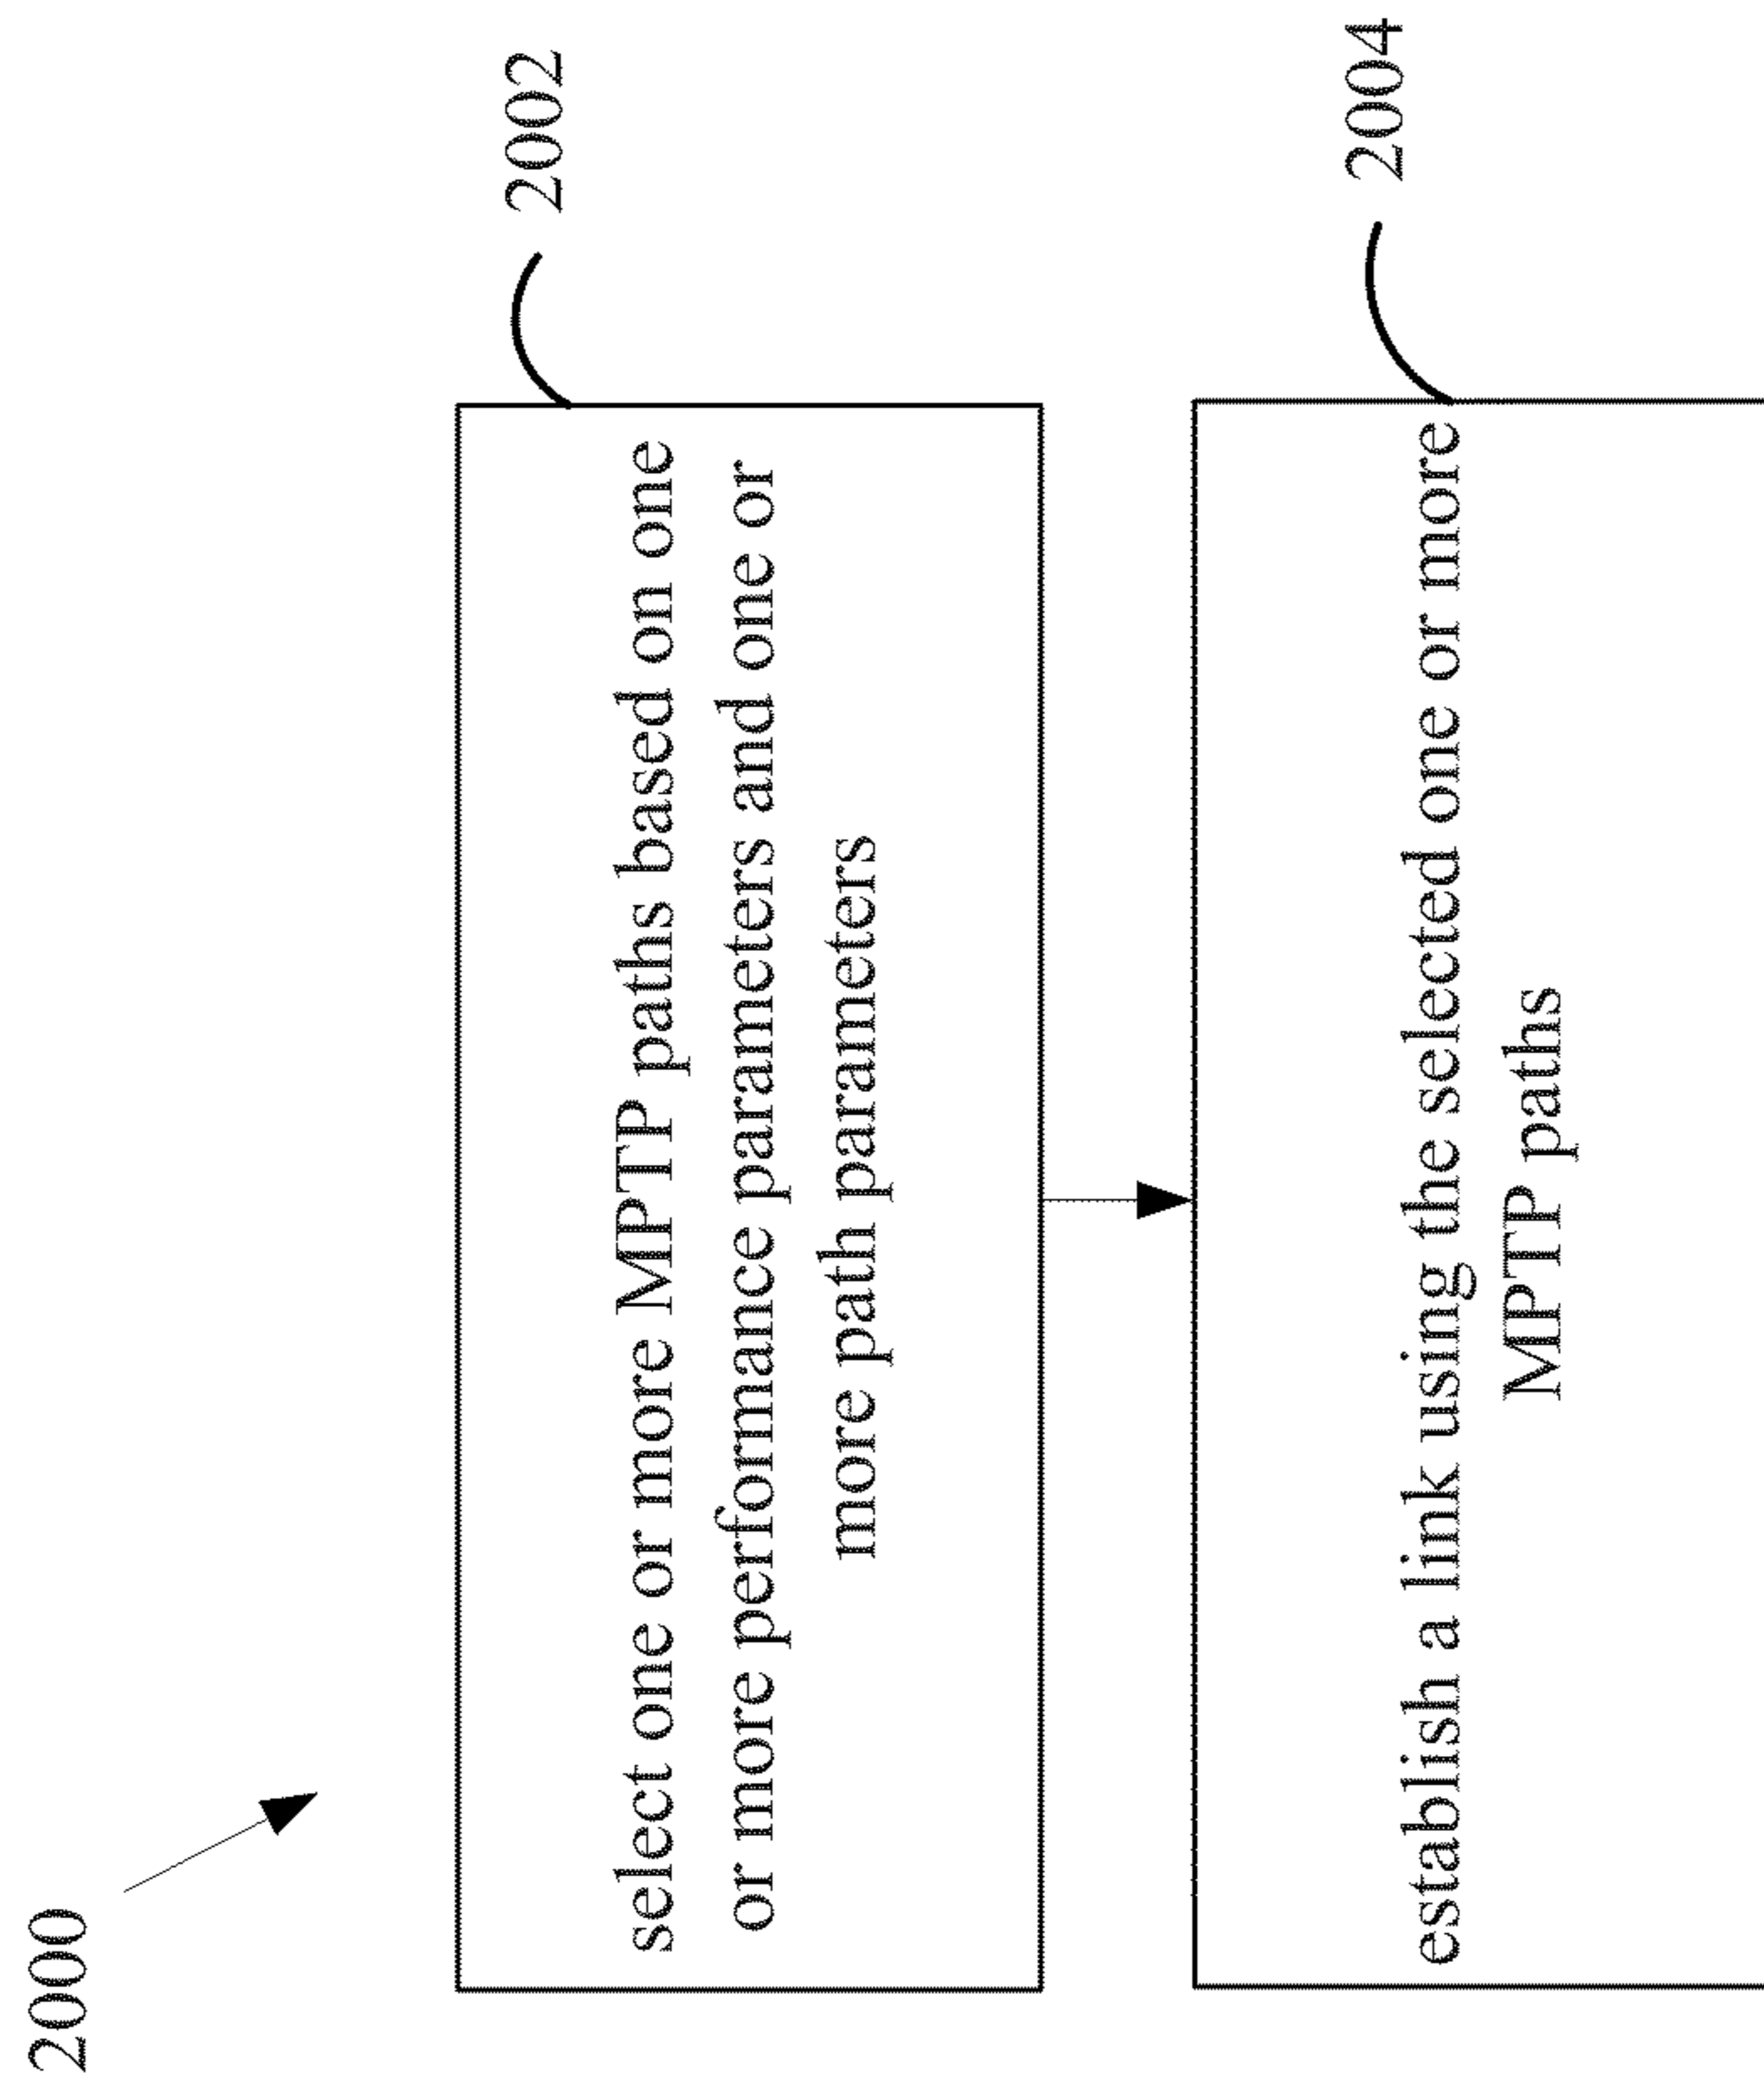 2000
2002
select one or more MPTP paths based on one
or more performance parameters and one or
more path parameters
2004
establish a link using the selected one or more
MPTP paths